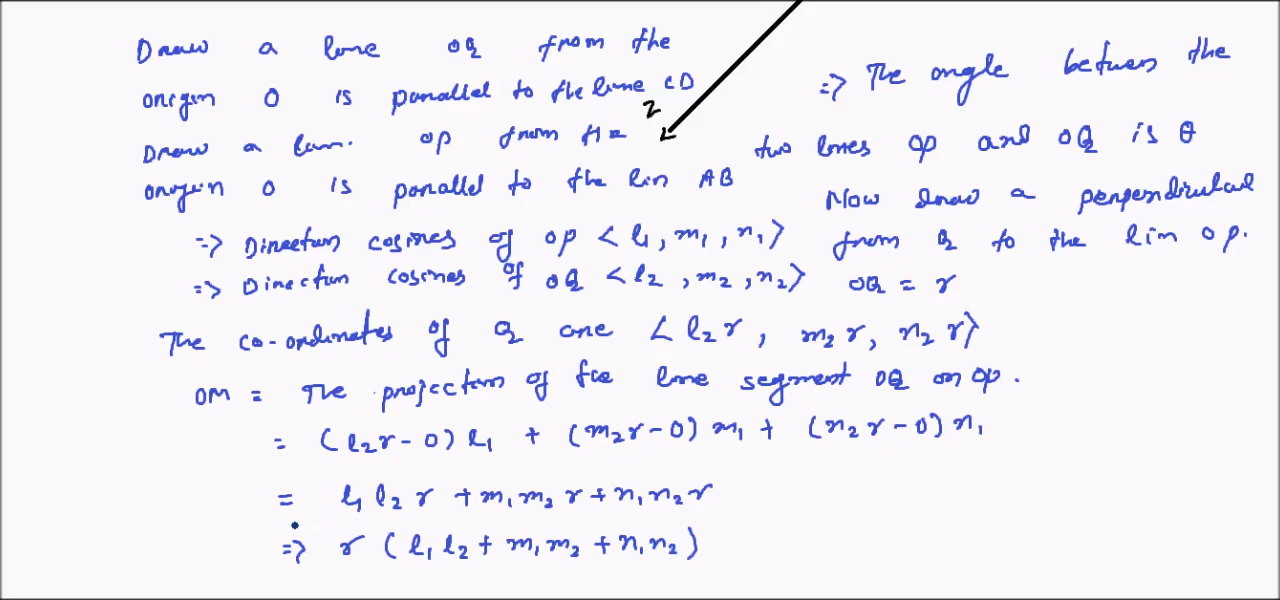 Draw a line OQ from the
origin O is parallel to the line CD
Draw a line. OP from the
origin O is parallel to the line AB
=> Direction cosines of OP < l1, m1, n1 >
=> Direction cosines of OQ < l2, m2, n2 >
z
=> The angle between the
two lines OP and OQ is θ
Now draw a perpendicular
from Q to the line OP.
OQ = r
The co-ordinates of Q are < l2 r, m2 r, n2 r >
OM = The projection of the line segment OQ on OP.
= (l2r - 0) l1 + (m2r - 0) m1 + (n2r - 0) n1
= l1 l2 r + m1 m2 r + n1 n2 r
=> r ( l1 l2 + m1 m2 + n1 n2 )